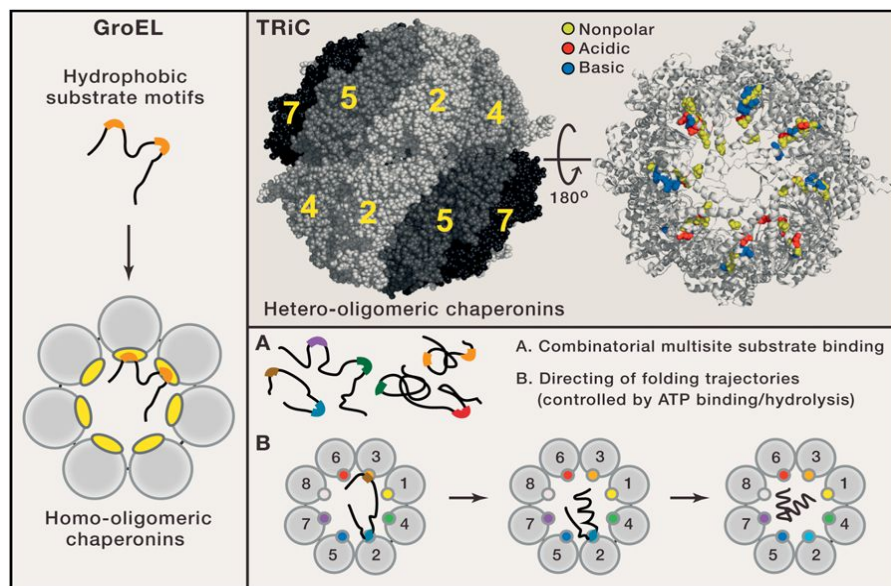 GroEL
Hydrophobic
substrate motifs
Homo-oligomeric
chaperonins
TRiC
7
5
2
4
4
2
5
7
180°
Nonpolar
Acidic
Basic
Hetero-oligomeric chaperonins
A
A. Combinatorial multisite substrate binding
B. Directing of folding trajectories
(controlled by ATP binding/hydrolysis)
B
6 3
8 1
7 4
5 2
6 3
8 1
7 4
5 2
6 3
8 1
7 4
5 2